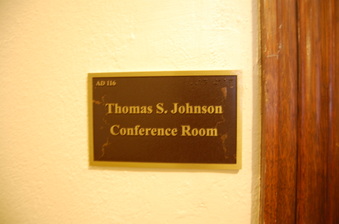 AD 116
Thomas S. Johnson
Conference Room